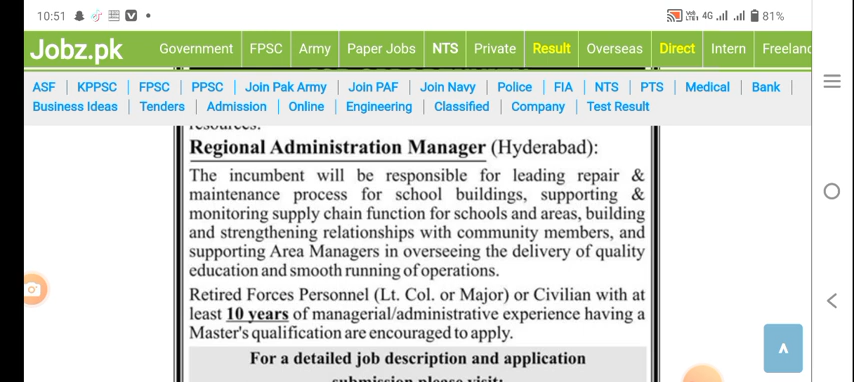 10:51 81%
4G
Jobz.pk Government FPSC Army Paper Jobs NTS Private Result Overseas Direct Intern Freelanc
ASF | KPPSC | FPSC | PPSC | Join Pak Army | Join PAF | Join Navy | Police | FIA | NTS | PTS | Medical | Bank |
Business Ideas | Tenders | Admission | Online | Engineering | Classified | Company | Test Result
resources.
Regional Administration Manager (Hyderabad):
The incumbent will be responsible for leading repair &
maintenance process for school buildings, supporting &
monitoring supply chain function for schools and areas, building
and strengthening relationships with community members, and
supporting Area Managers in overseeing the delivery of quality
education and smooth running of operations.
Retired Forces Personnel (Lt. Col. or Major) or Civilian with at
least 10 years of managerial/administrative experience having a
Master's qualification are encouraged to apply.
For a detailed job description and application
submission please visit: